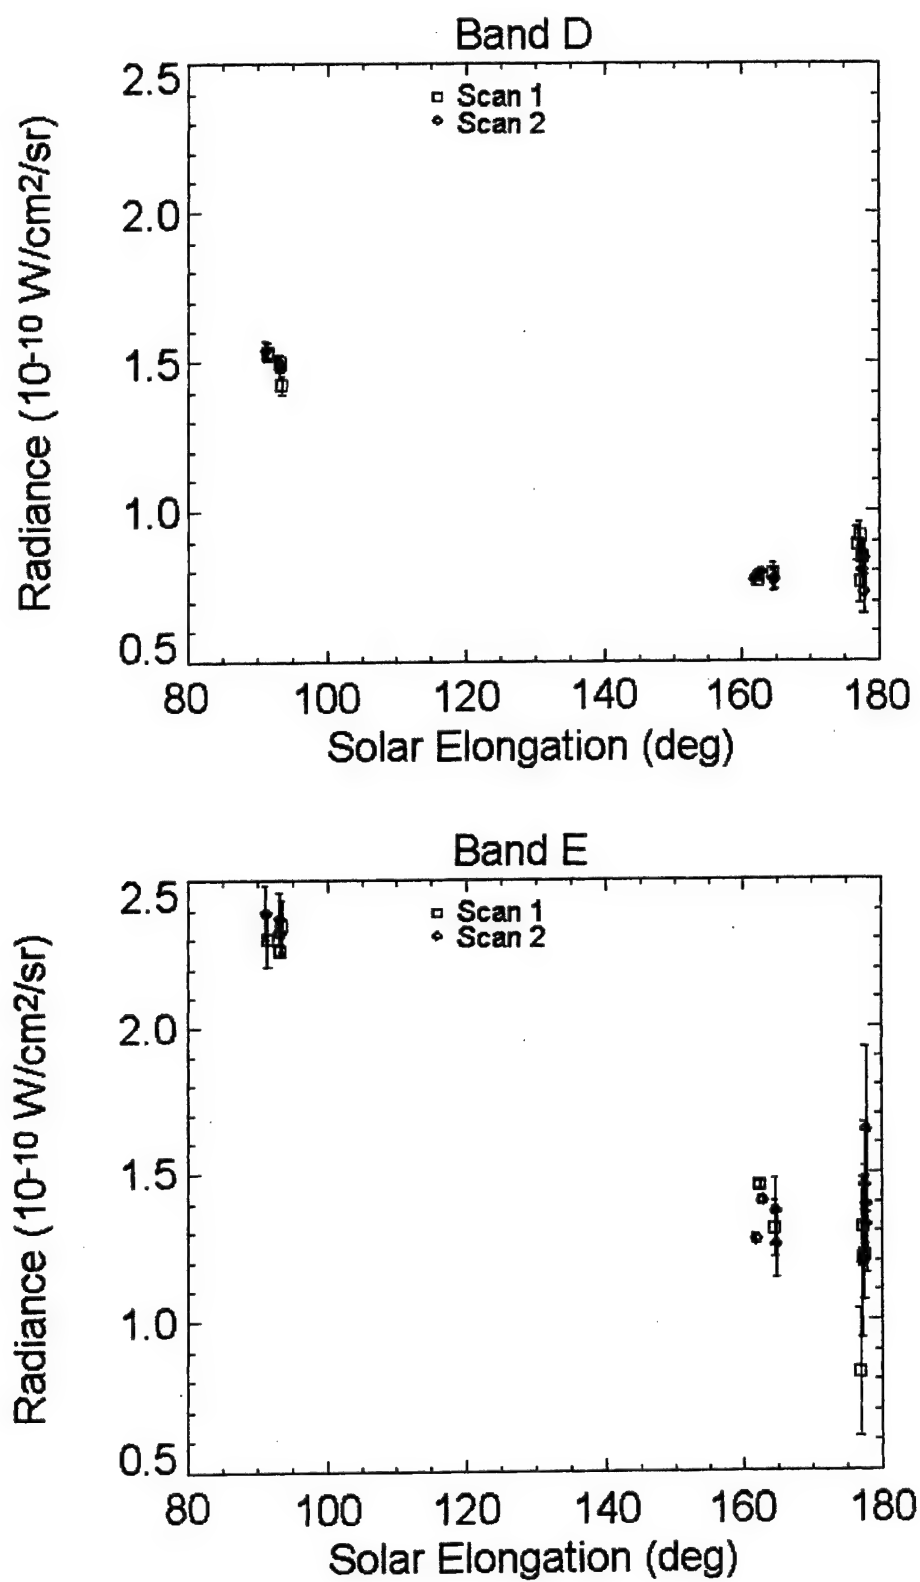 Band D
2.5
2.0
1.5
1.0
0.5
Radiance (10-10 W/cm2/sr)
Scan 1
Scan 2
80 100 120 140 160 180
Solar Elongation (deg)
Band E
2.5
2.0
1.5
1.0
0.5
Radiance (10-10 W/cm2/sr)
Scan 1
Scan 2
80 100 120 140 160 180
Solar Elongation (deg)